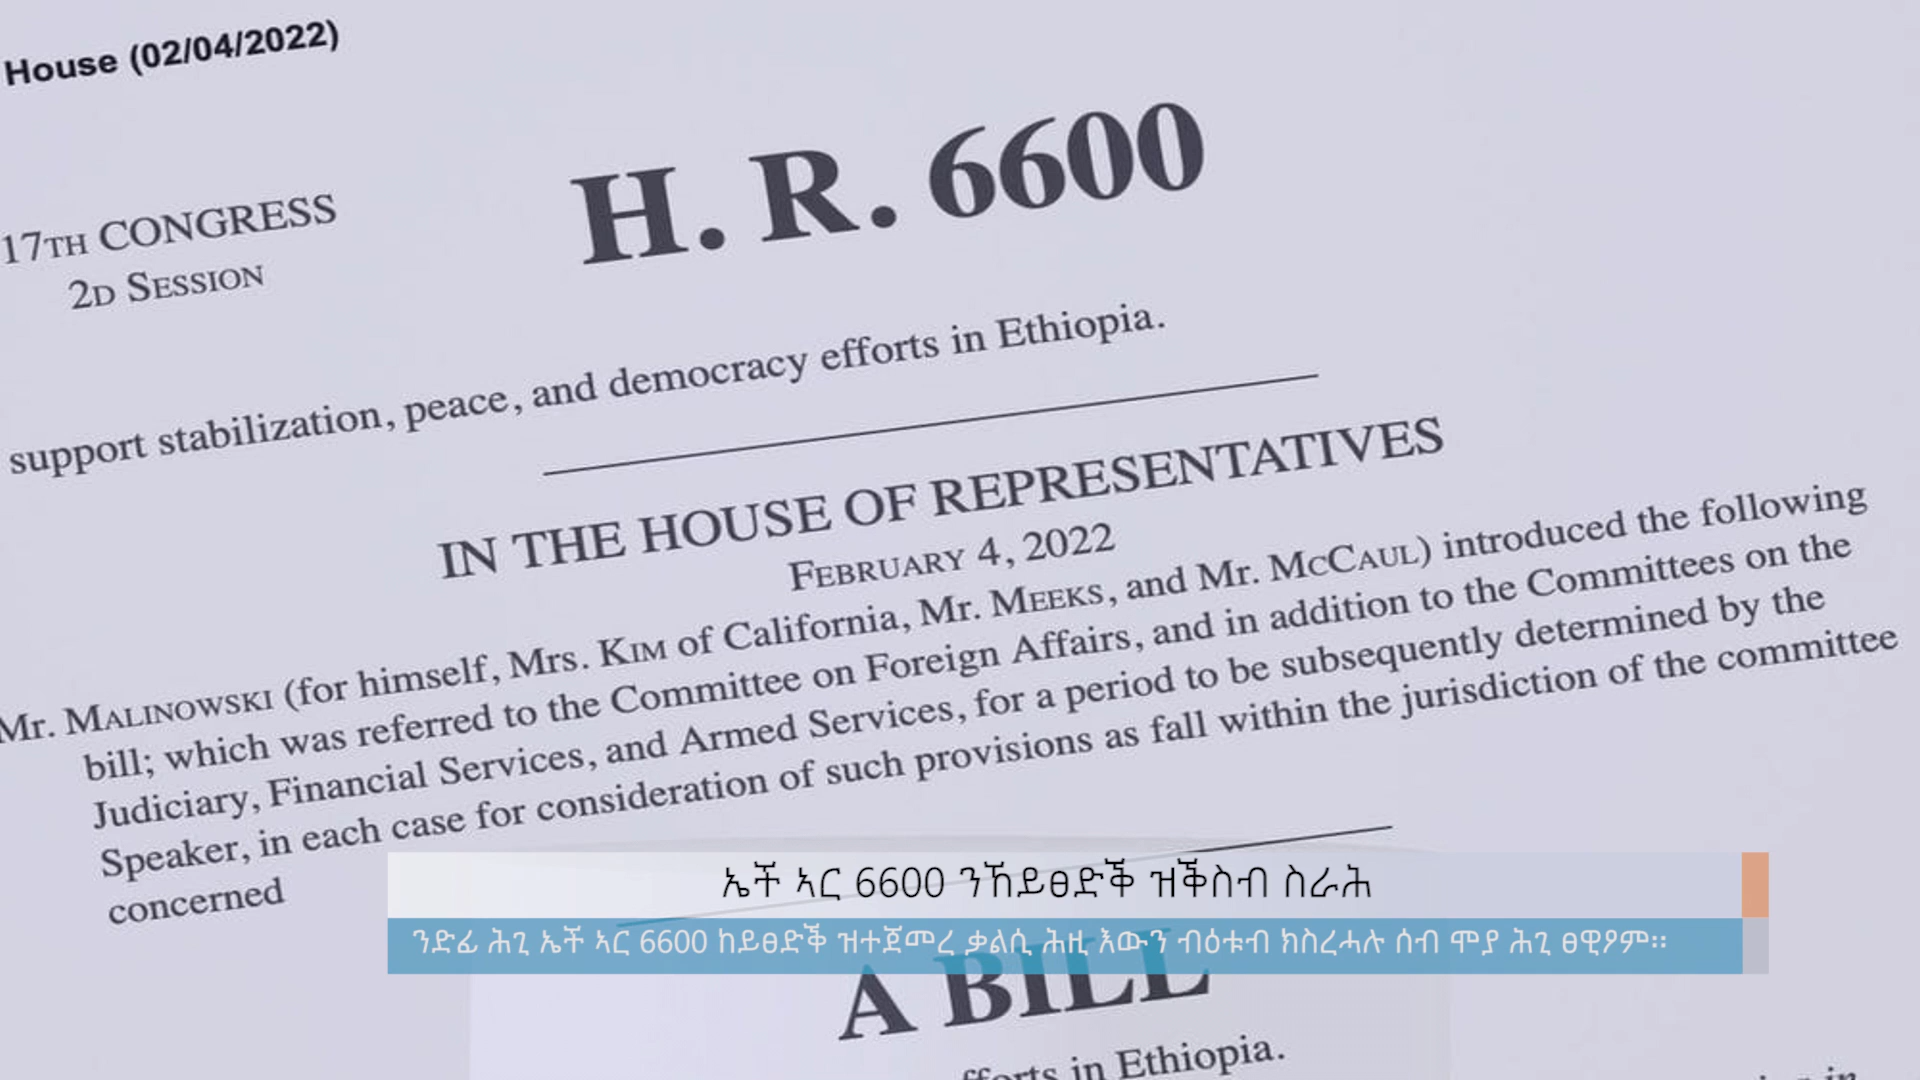 House (02/04/2022)
17TH CONGRESS
2D SESSION
H. R. 6600
support stabilization, peace, and democracy efforts in Ethiopia.
IN THE HOUSE OF REPRESENTATIVES
FEBRUARY 4, 2022
Mr. MALINOWSKI (for himself, Mrs. KIM of California, Mr. MEEKS, and Mr. MCCAUL) introduced the following
bill; which was referred to the Committee on Foreign Affairs, and in addition to the Committees on the
Judiciary, Financial Services, and Armed Services, for a period to be subsequently determined by the
Speaker, in each case for consideration of such provisions as fall within the jurisdiction of the committee
concerned
ኤች ኣር 6600 ንኸይፀድቕ ዝቕስብ ስራሕ
ንድፊ ሕጊ ኤች ኣር 6600 ከይፀድቕ ዝተጀመረ ቃልሲ ሕዚ እውን ብዕቱብ ክስረሓሉ ሰብ ሞያ ሕጊ ፀዊዖም።
A BILL
efforts in Ethiopia.